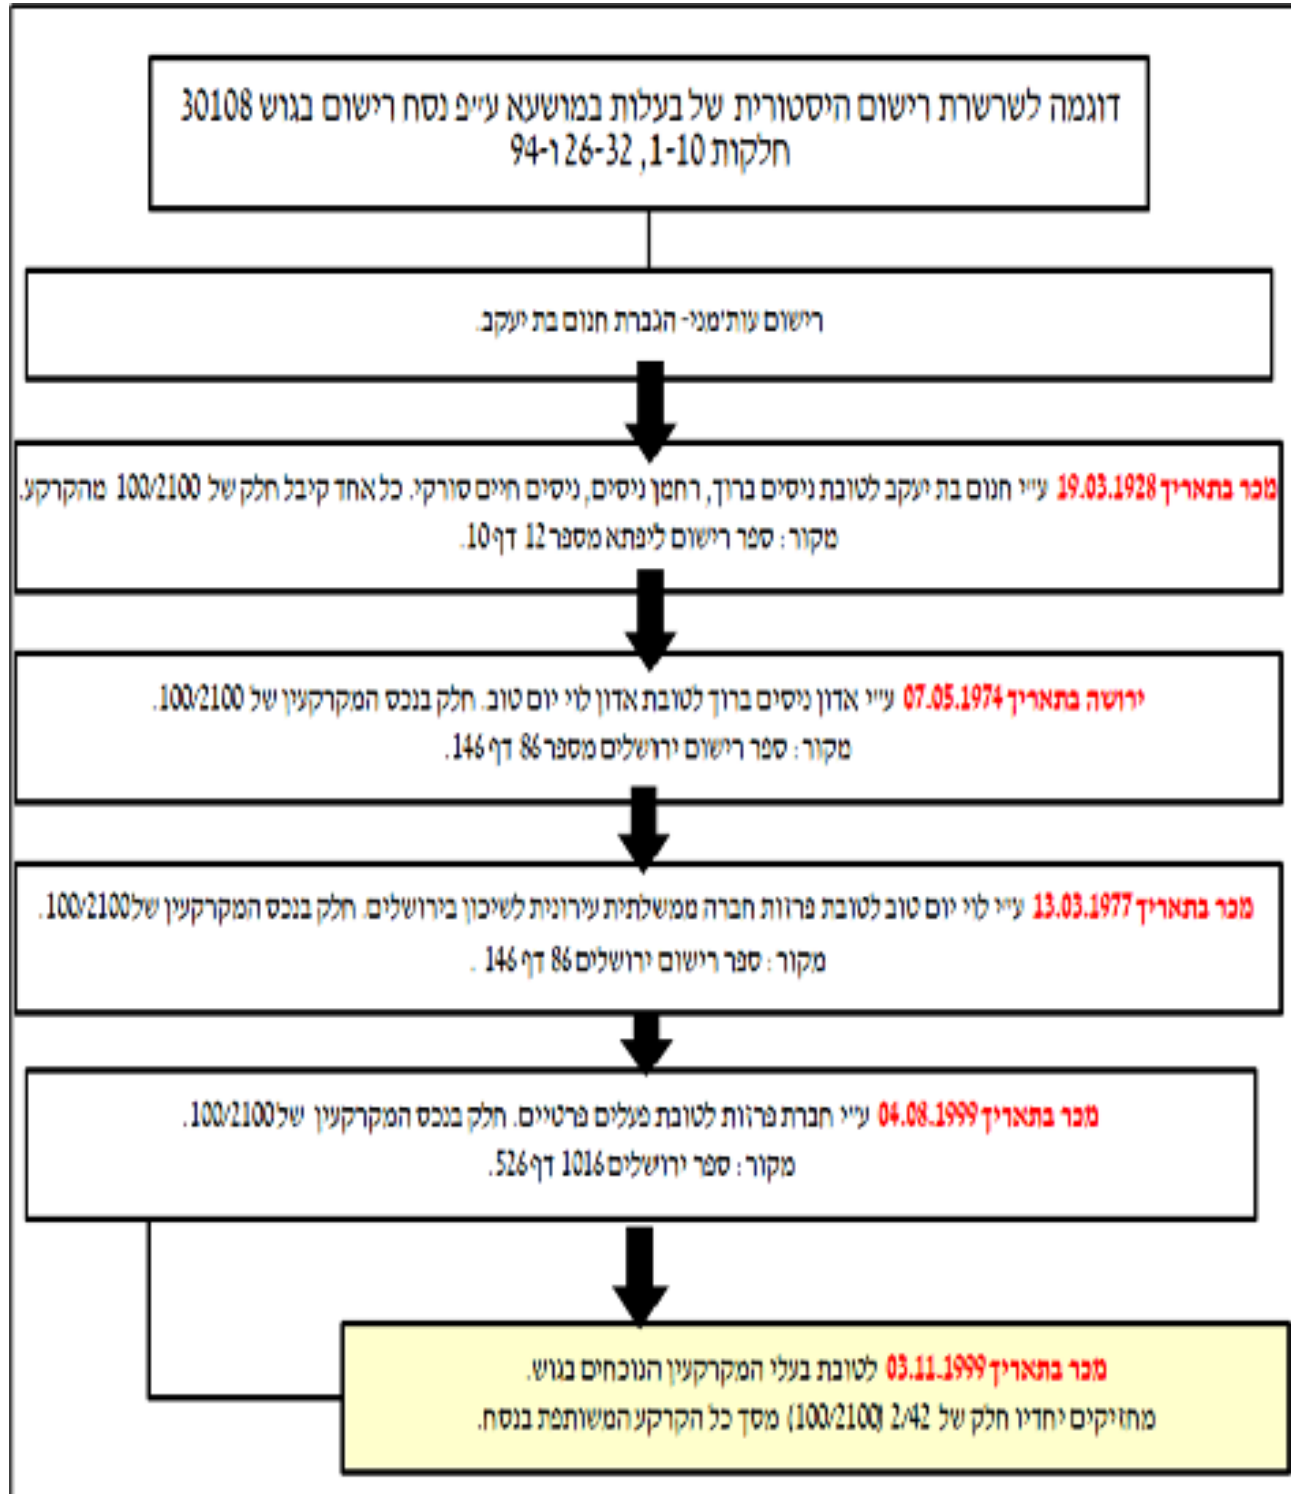 דוגמה לשרשרת רישום היסטורית של בעלות במושעא ע״פ נסח רישום בגוש 30108
חלקות 1-10, 26-32 ו-94
רישום עות'מני- הגברת חנום בת יעקב.
מכר בתאריך 19.03.1928 ע״י חנום בת יעקב לטובת ניסים ברוך, רחמן ניסים, ניסים חיים סורקי. כל אחד קיבל חלק של 100/2100 מהקרקע.
מקור: ספר רישום ליפתא מספר 12 דף 10.
ירושה בתאריך 07.05.1974 ע״י אדון ניסים ברוך לטובת אדון לוי יום טוב. חלק בנכס המקרקעין של 100/2100.
מקור: ספר רישום ירושלים מספר 86 דף 146.
מכר בתאריך 13.03.1977 ע״י לוי יום טוב לטובת פרזות חברה ממשלתית עירונית לשיכון בירושלים. חלק בנכס המקרקעין של 100/2100.
מקור: ספר רישום ירושלים 86 דף 146 .
מכר בתאריך 04.08.1999 ע״י חברת פרזות לטובת פעלים פרטיים. חלק בנכס המקרקעין של 100/2100.
מקור: ספר ירושלים 1016 דף 526.
מכר בתאריך 03.11.1999 לטובת בעלי המקרקעין הנוכחים בגוש.
מחזיקים יחדיו חלק של 2/42 (100/2100) מסך כל הקרקע המשותפת בנסח.